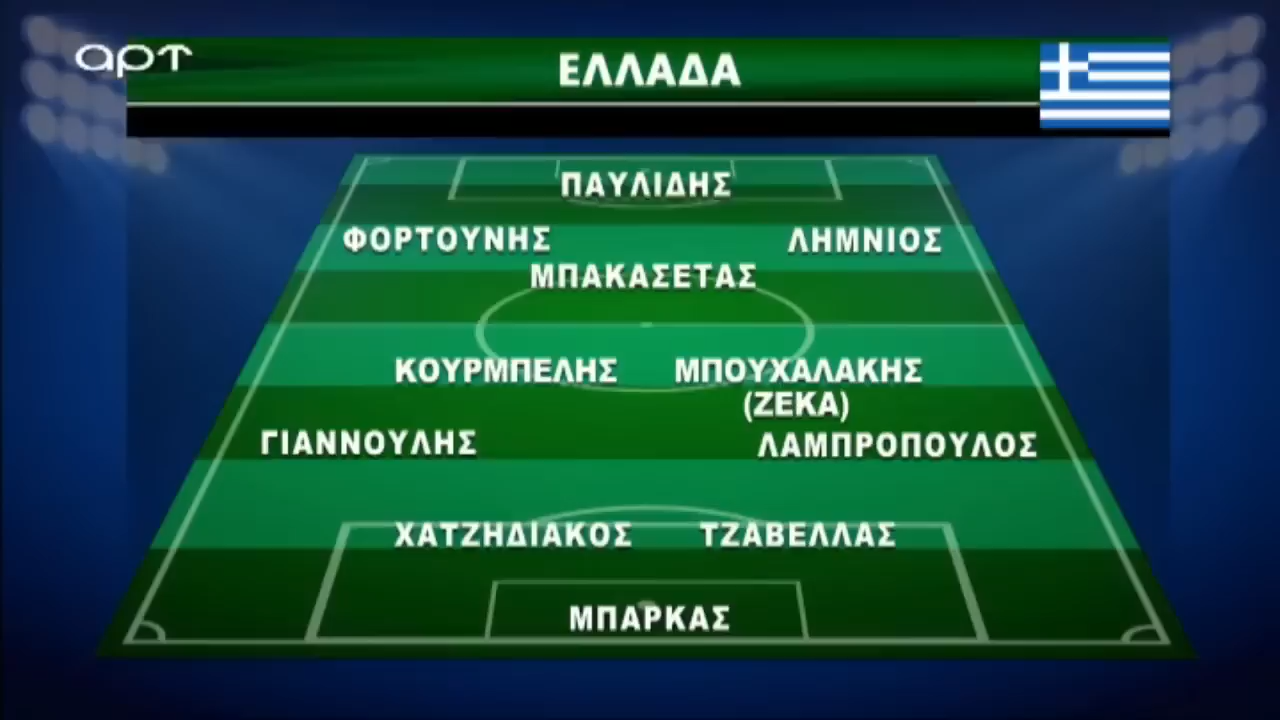 αρτ
ΕΛΛΑΔΑ
ΠΑΥΛΙΔΗΣ
ΦΟΡΤΟΥΝΗΣ ΛΗΜΝΙΟΣ
ΜΠΑΚΑΣΕΤΑΣ
ΚΟΥΡΜΠΕΛΗΣ ΜΠΟΥΧΑΛΑΚΗΣ
(ΖΕΚΑ)
ΓΙΑΝΝΟΥΛΗΣ ΛΑΜΠΡΟΠΟΥΛΟΣ
ΧΑΤΖΗΔΙΑΚΟΣ ΤΖΑΒΕΛΛΑΣ
ΜΠΑΡΚΑΣ